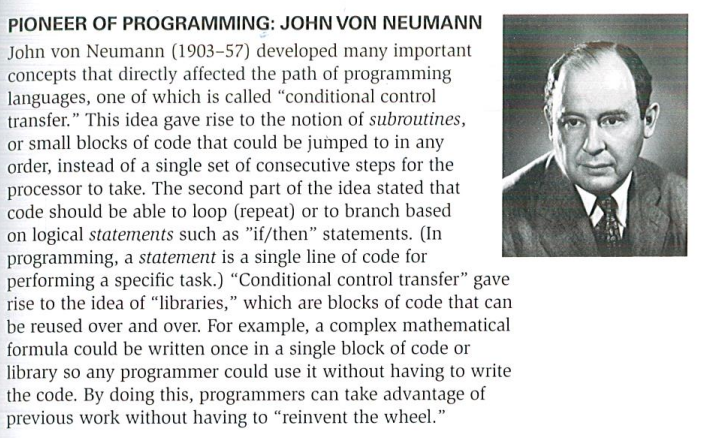 PIONEER OF PROGRAMMING: JOHN VON NEUMANN
John von Neumann (1903–57) developed many important
concepts that directly affected the path of programming
languages, one of which is called “conditional control
transfer.” This idea gave rise to the notion of subroutines,
or small blocks of code that could be jumped to in any
order, instead of a single set of consecutive steps for the
processor to take. The second part of the idea stated that
code should be able to loop (repeat) or to branch based
on logical statements such as ”if/then” statements. (In
programming, a statement is a single line of code for
performing a specific task.) “Conditional control transfer” gave
rise to the idea of “libraries,” which are blocks of code that can
be reused over and over. For example, a complex mathematical
formula could be written once in a single block of code or
library so any programmer could use it without having to write
the code. By doing this, programmers can take advantage of
previous work without having to “reinvent the wheel.”